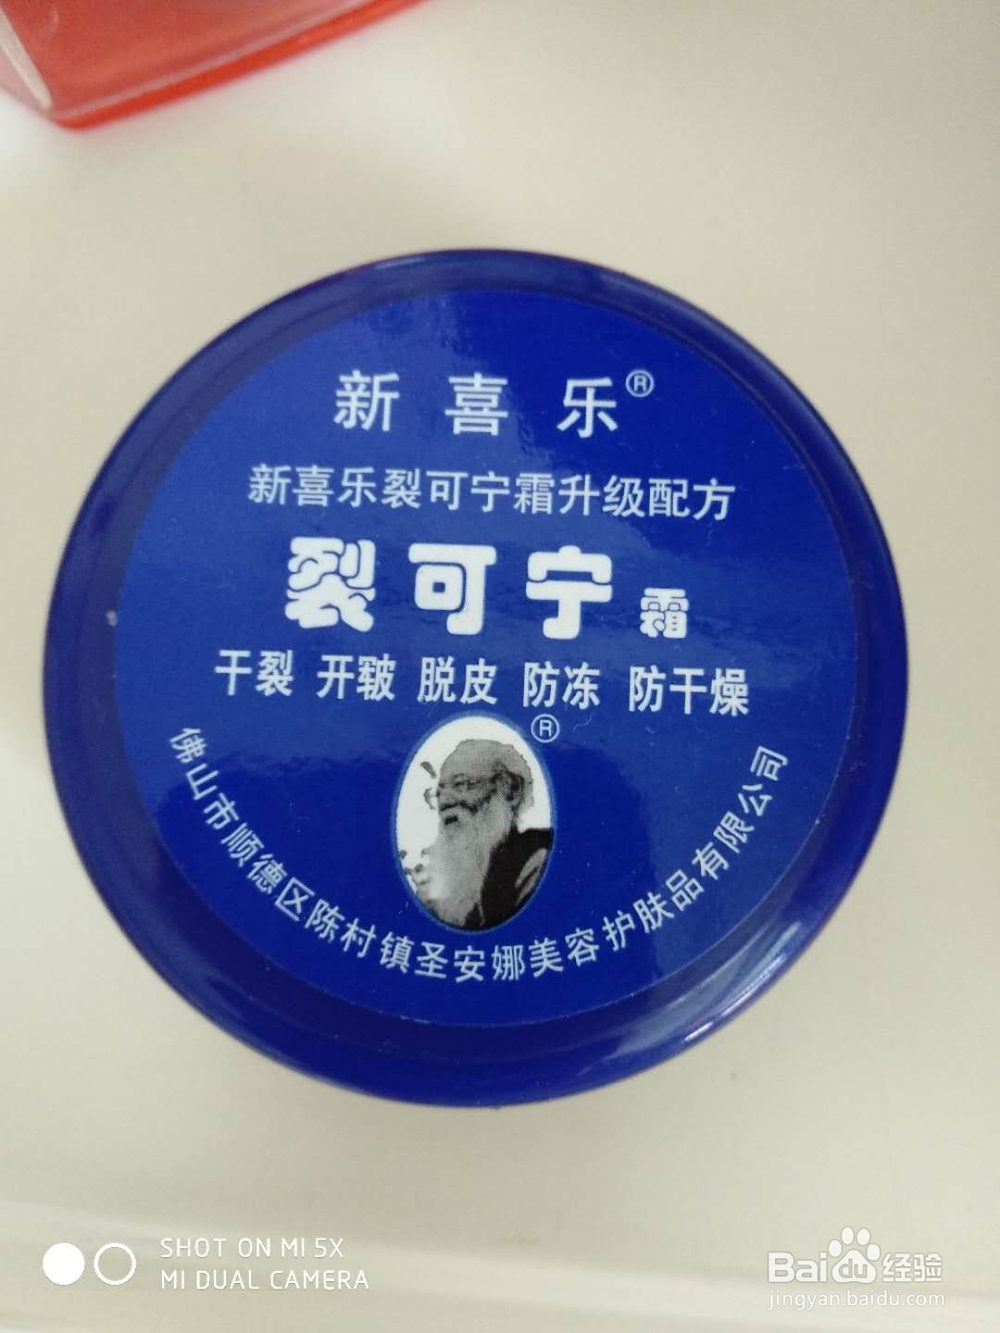 新喜乐®
新喜乐裂可宁霜升级配方
裂可宁霜
干裂 开皲 脱皮 防冻 防干燥
®
佛山市顺德区陈村镇圣安娜美容护肤品有限公司
SHOT ON MI 5X
MI DUAL CAMERA
Baidu经验
jingyan.baidu.com